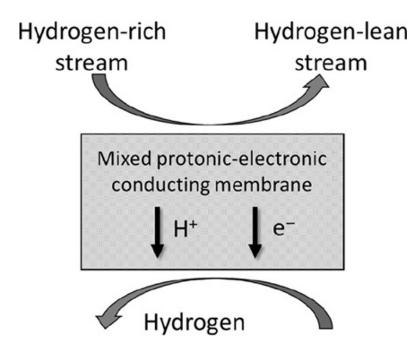 Hydrogen-rich
stream
Hydrogen-lean
stream
Mixed protonic-electronic
conducting membrane
H⁺
e⁻
Hydrogen